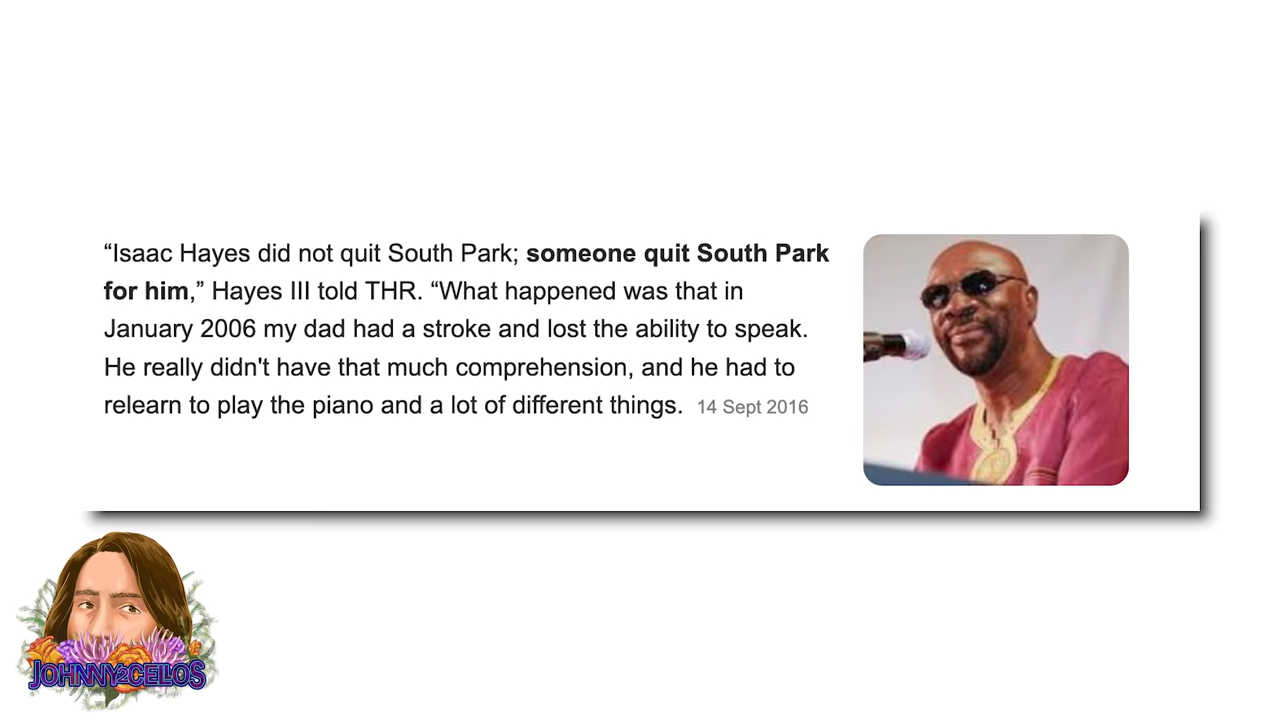 “Isaac Hayes did not quit South Park; someone quit South Park
for him,” Hayes III told THR. “What happened was that in
January 2006 my dad had a stroke and lost the ability to speak.
He really didn't have that much comprehension, and he had to
relearn to play the piano and a lot of different things. 14 Sept 2016
JOHNNY2CELLOS